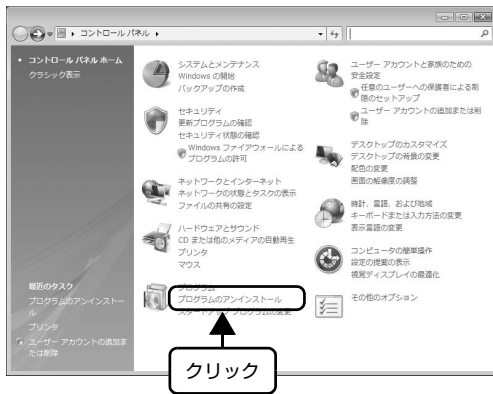 コントロール パネル
コントロール パネル ホーム
クラシック表示
システムとメンテナンス
Windows の開始
バックアップの作成
セキュリティ
更新プログラムの確認
セキュリティ状態の確認
Windows ファイアウォールによる
プログラムの許可
ネットワークとインターネット
ネットワークの状態とタスクの表示
ファイルの共有の設定
ハードウェアとサウンド
CD または他のメディアの自動再生
プリンタ
マウス
プログラム
プログラムのアンインストール
スタートアップ プログラムの変更
ユーザー アカウントと家族のための
安全設定
任意のユーザーへの保護者による制
限のセットアップ
ユーザー アカウントの追加または削
除
デスクトップのカスタマイズ
デスクトップの背景の変更
配色の変更
画面の解像度の調整
時計、言語、および地域
キーボードまたは入力方法の変更
表示言語の変更
コンピュータの簡単操作
設定の提案の表示
視覚ディスプレイの最適化
その他のオプション
最近のタスク
プログラムのアンインストー
ル
プリンタ
ユーザー アカウントの追加ま
たは削除
クリック